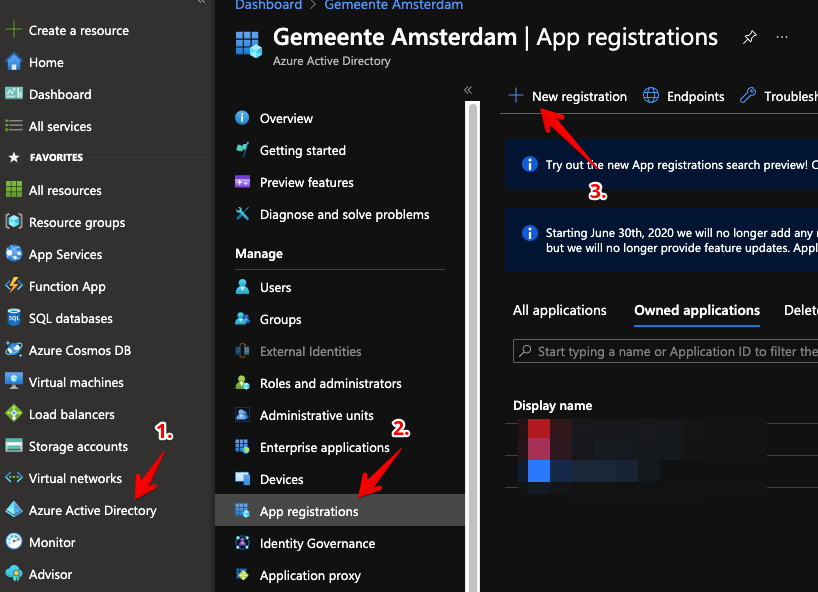 Dashboard > Gemeente Amsterdam
Gemeente Amsterdam | App registrations
Azure Active Directory
Create a resource
Home
Dashboard
All services
FAVORITES
All resources
Resource groups
App Services
Function App
SQL databases
Azure Cosmos DB
Virtual machines
Load balancers
Storage accounts
Virtual networks
Azure Active Directory
Monitor
Advisor
1.
Overview
Getting started
Preview features
Diagnose and solve problems
Manage
Users
Groups
External Identities
Roles and administrators
Administrative units
Enterprise applications
Devices
App registrations
Identity Governance
Application proxy
2.
New registration
Endpoints
Troublesh
3.
Try out the new App registrations search preview! C
Starting June 30th, 2020 we will no longer add any n
but we will no longer provide feature updates. Appl
All applications
Owned applications
Delete
Start typing a name or Application ID to filter the
Display name